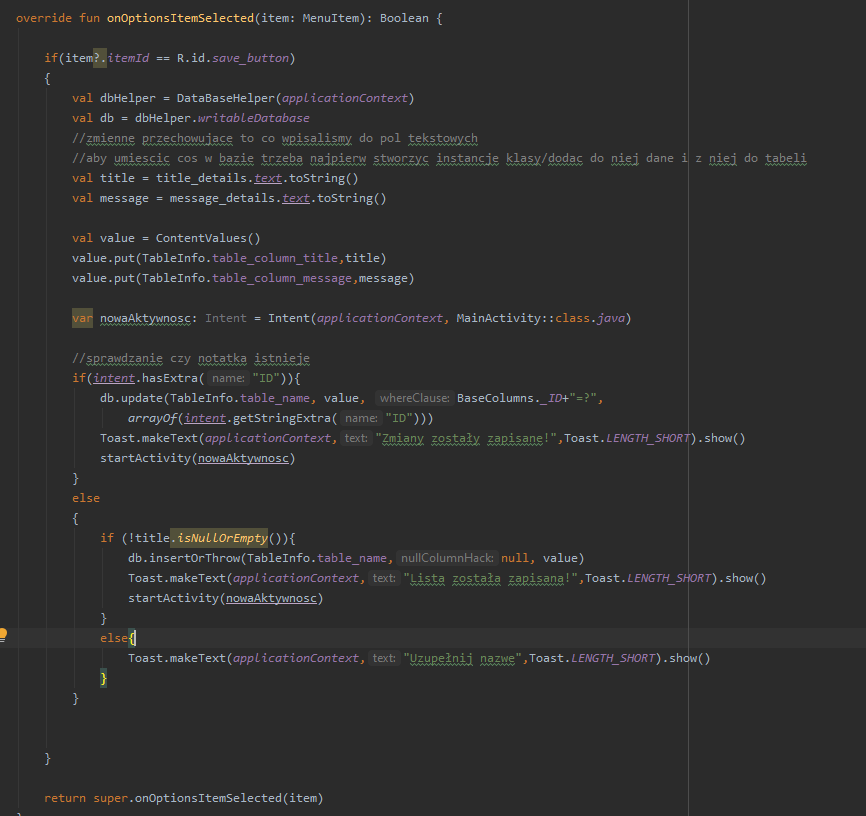 override fun onOptionsItemSelected(item: MenuItem): Boolean {
if(item?.itemId == R.id.save_button)
{
val dbHelper = DataBaseHelper(applicationContext)
val db = dbHelper.writableDatabase
//zmienne przechowujace to co wpisalismy do pol tekstowych
//aby umiescic cos w bazie trzeba najpierw stworzyc instancje klasy/dodac do niej dane i z niej do tabeli
val title = title_details.text.toString()
val message = message_details.text.toString()
val value = ContentValues()
value.put(TableInfo.table_column_title,title)
value.put(TableInfo.table_column_message,message)
var nowaAktywnosc: Intent = Intent(applicationContext, MainActivity::class.java)
//sprawdzanie czy notatka istnieje
if(intent.hasExtra( name: "ID")){
db.update(TableInfo.table_name, value, whereClause: BaseColumns._ID+"=?",
arrayOf(intent.getStringExtra( name: "ID")))
Toast.makeText(applicationContext, text: "Zmiany zostały zapisane!",Toast.LENGTH_SHORT).show()
startActivity(nowaAktywnosc)
}
else
{
if (!title.isNullOrEmpty()){
db.insertOrThrow(TableInfo.table_name, nullColumnHack: null, value)
Toast.makeText(applicationContext, text: "Lista została zapisana!",Toast.LENGTH_SHORT).show()
startActivity(nowaAktywnosc)
}
else{
Toast.makeText(applicationContext, text: "Uzupełnij nazwe",Toast.LENGTH_SHORT).show()
}
}
}
return super.onOptionsItemSelected(item)